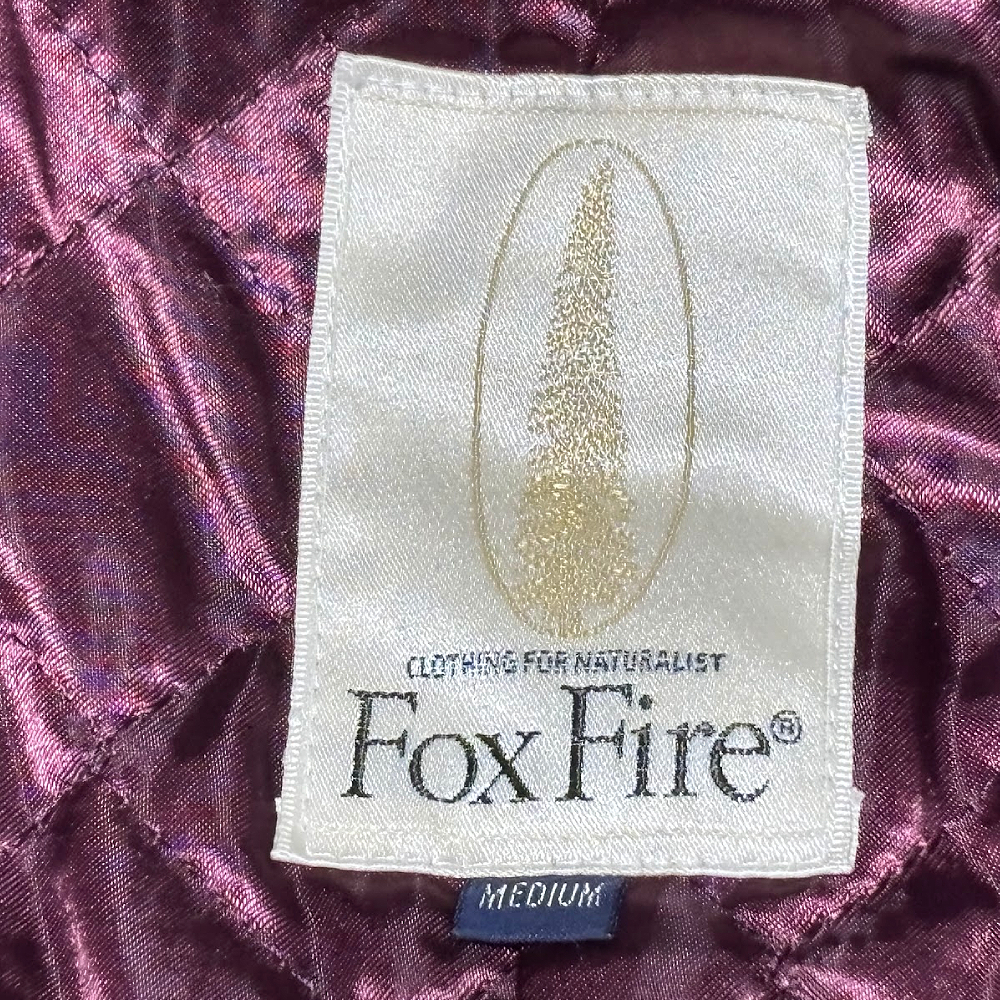 CLOTHING FOR NATURALIST
Fox Fire®
MEDIUM